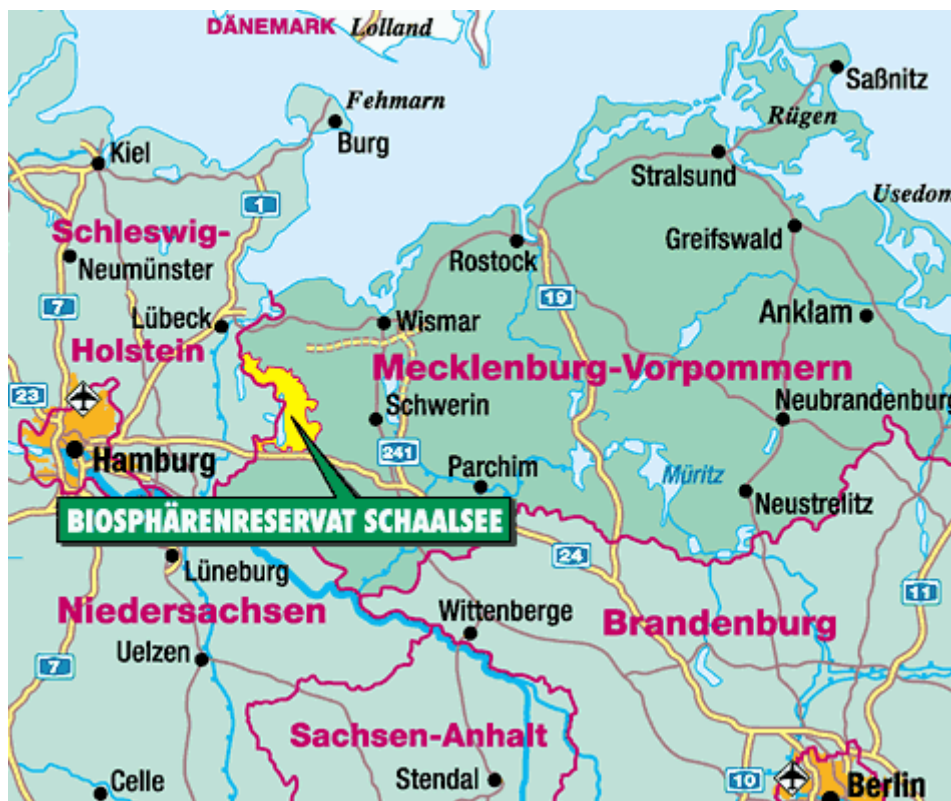 DÄNEMARK
Lolland
Saßnitz
Fehmarn
Burg
Rügen
Kiel
Stralsund
Usedom
1
Schleswig-
Greifswald
Neumünster
Rostock
19
7
Lübeck
Wismar
Anklam
Holstein
Mecklenburg-Vorpommern
23
Schwerin
Neubrandenburg
Hamburg
241
Parchim
Müritz
Neustrelitz
BIOSPHÄRENRESERVAT SCHAALSEE
24
Lüneburg
11
Niedersachsen
Wittenberge
Brandenburg
Uelzen
7
Sachsen-Anhalt
Celle
Stendal
10
Berlin